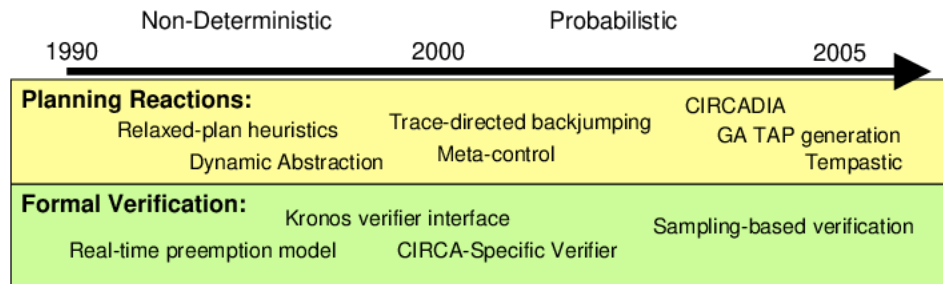 Non-Deterministic Probabilistic
1990 2000 2005
Planning Reactions:
CIRCADIA
Relaxed-plan heuristics Trace-directed backjumping GA TAP generation
Dynamic Abstraction Meta-control Tempastic
Formal Verification:
Kronos verifier interface Sampling-based verification
Real-time preemption model CIRCA-Specific Verifier